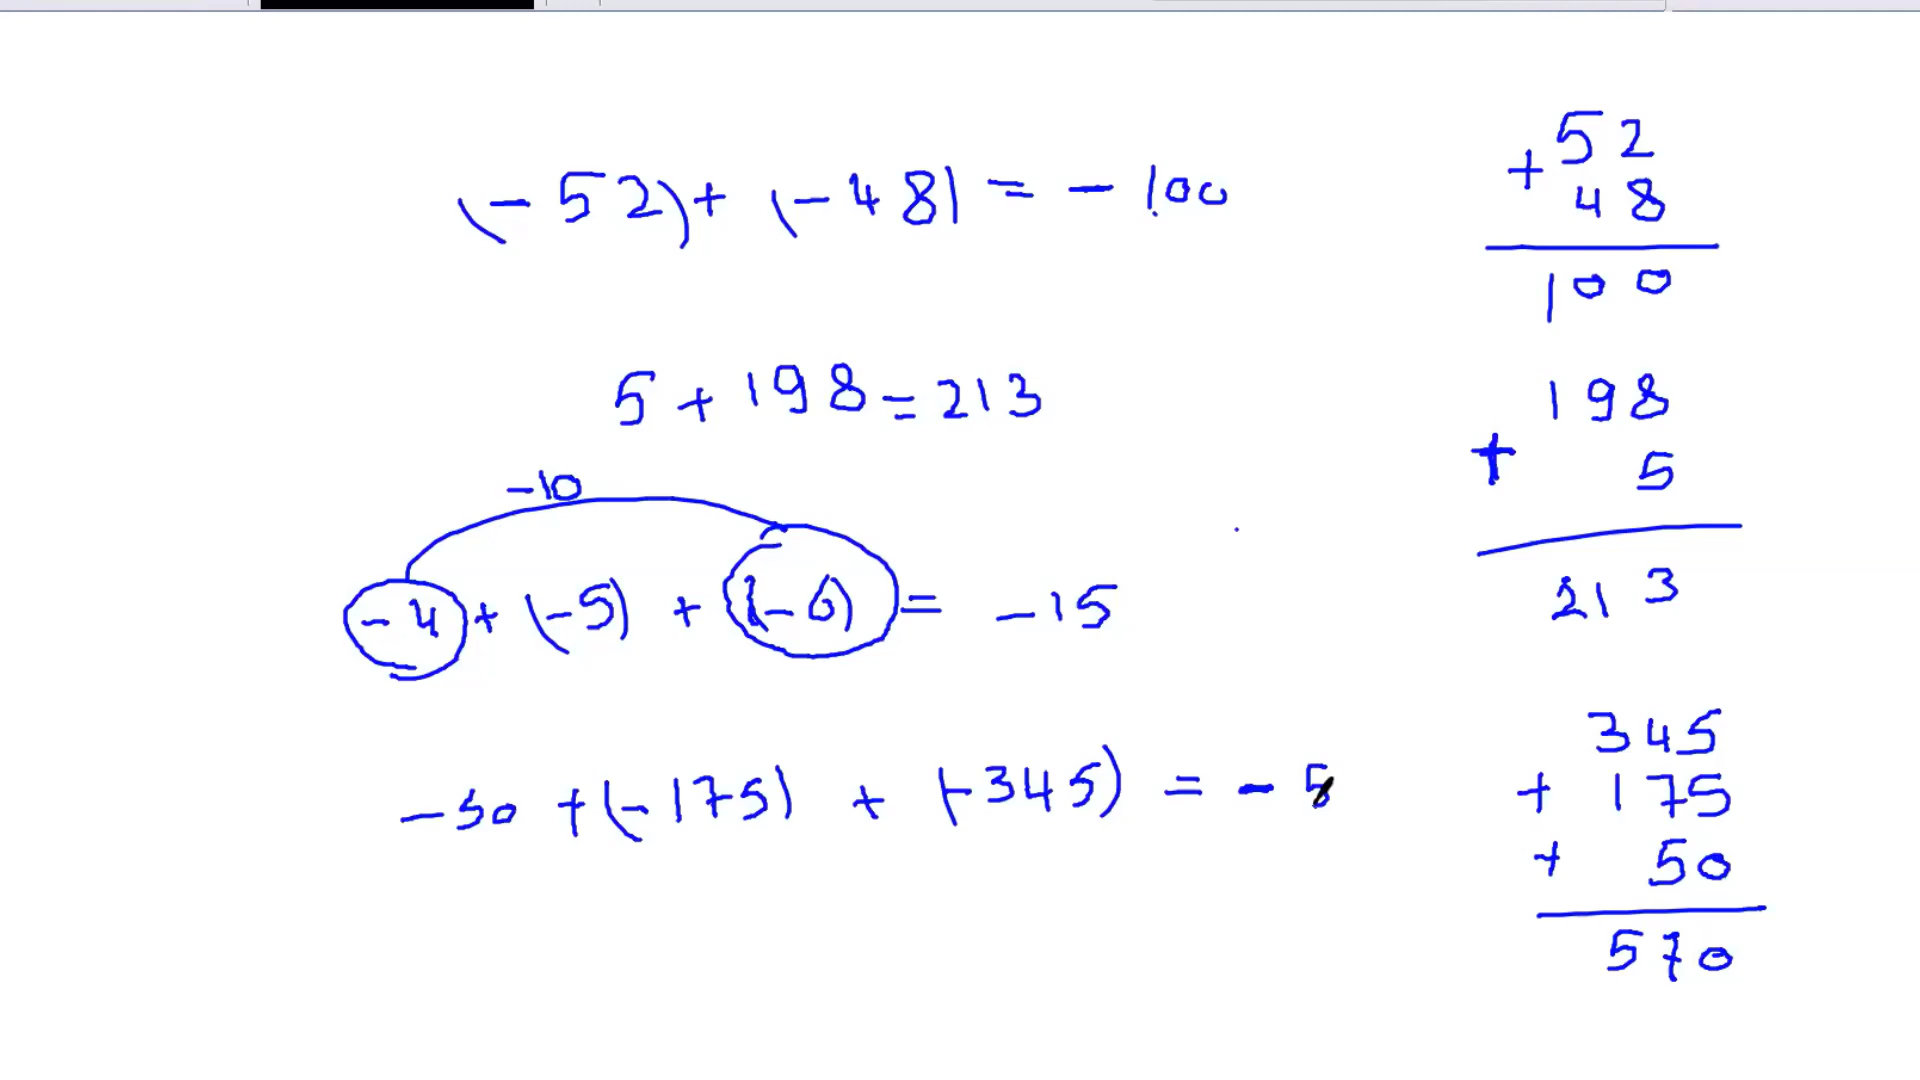 (-52) + (-48) = -100
5 + 198 = 213
-10
-4 + (-5) + (-6) = -15
-50 + (-175) + (-345) = - 5
52
+ 48
100
198
+ 5
213
345
+ 175
+ 50
570